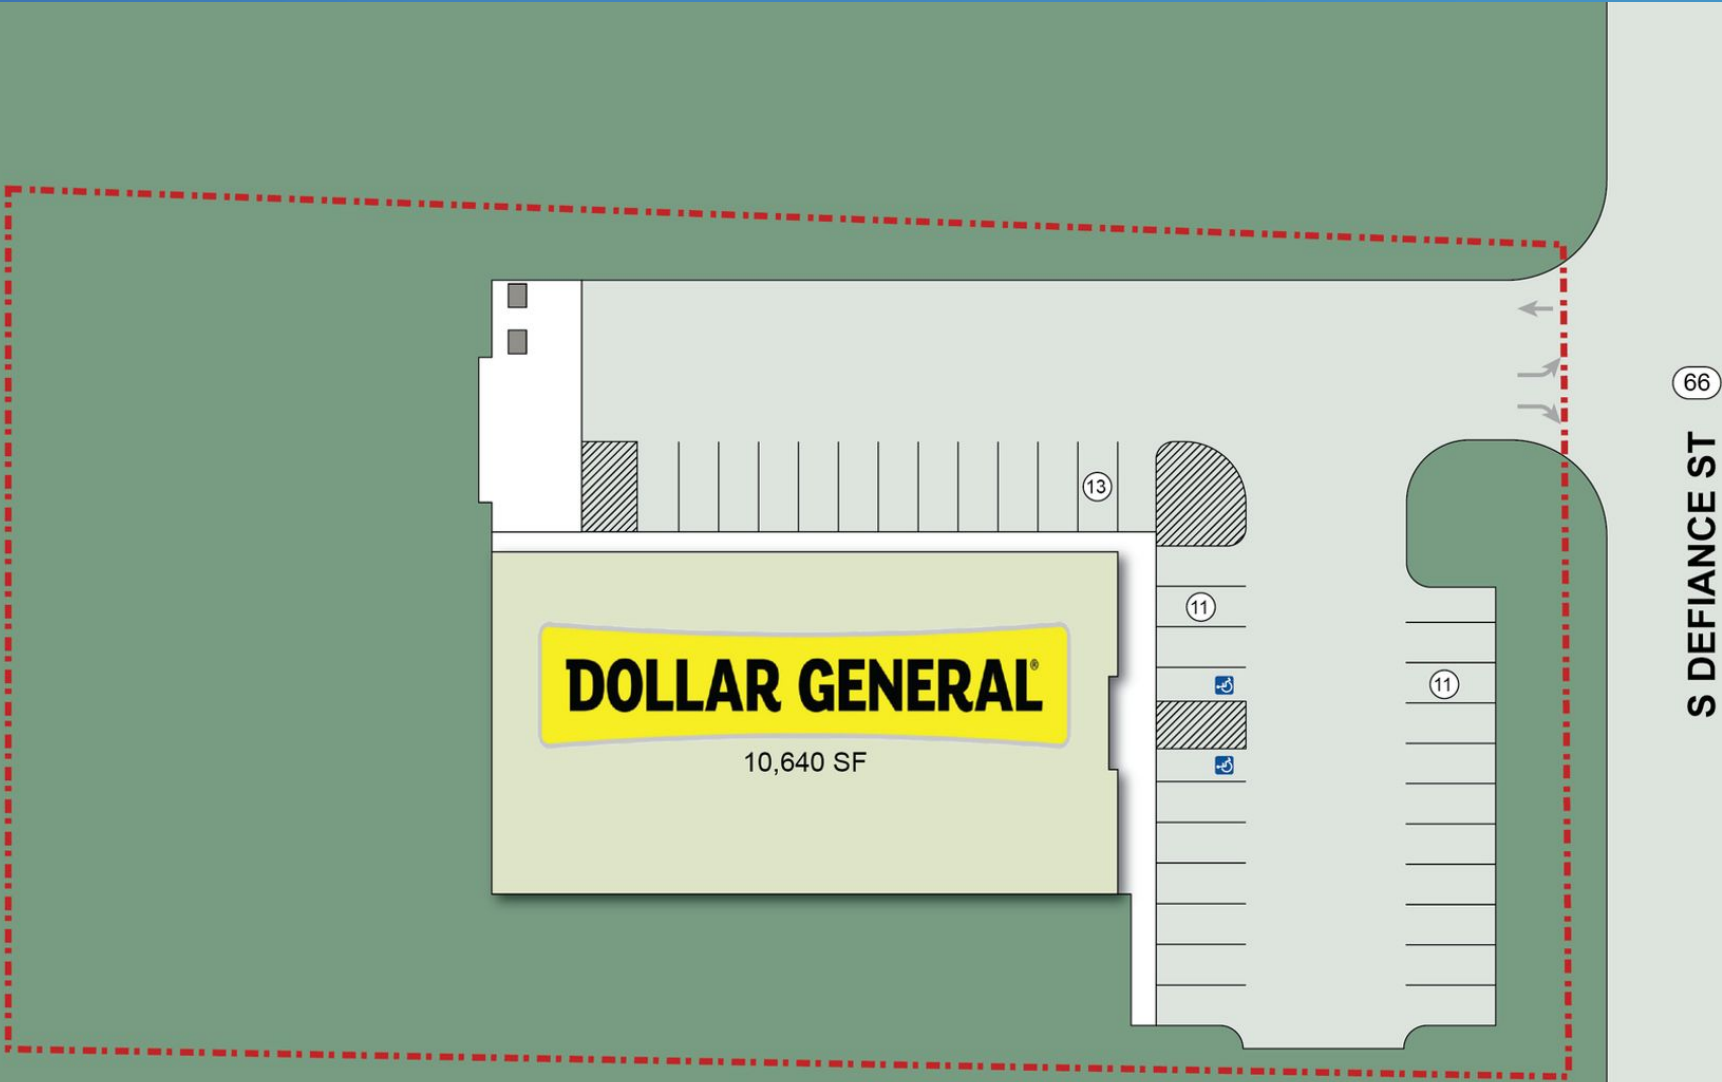 66
S DEFIANCE ST
13
11
11
DOLLAR GENERAL®
10,640 SF